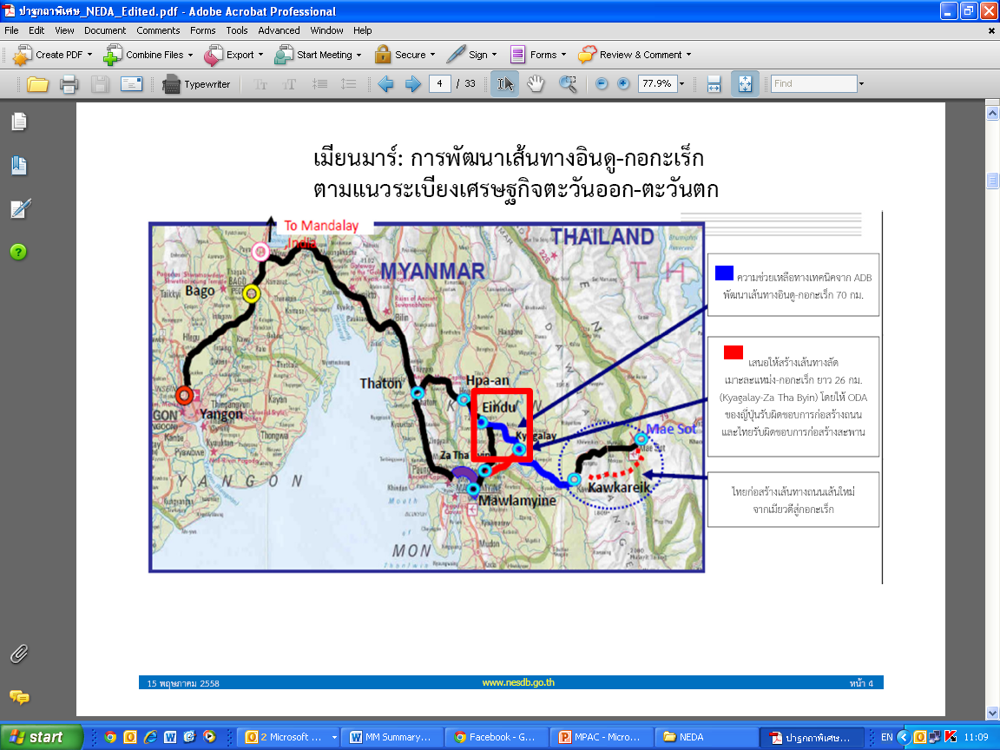 ปาฐกถาพิเศษ_NEDA_Edited.pdf - Adobe Acrobat Professional
File Edit View Document Comments Forms Tools Advanced Window Help
Create PDF Combine Files Export Start Meeting Secure Sign Forms Review & Comment
Typewriter 4 / 33 77.9% Find
เมียนมาร์: การพัฒนาเส้นทางอินดู-กอกะเร็ก
ตามแนวระเบียงเศรษฐกิจตะวันออก-ตะวันตก
To Mandalay
India
THAILAND
MYANMAR
Bago
Thaton
Hpa-an
Eindu
Yangon
Kyagalay
Mae Sot
Za Tha Byin
Kawkareik
Mawlamyine
YANGON
MON
Bilin
Kayan
Thongwa
Mudon
ความช่วยเหลือทางเทคนิคจาก ADB
พัฒนาเส้นทางอินดู-กอกะเร็ก 70 กม.
เสนอให้สร้างเส้นทางลัด
เมาะละแหม่ง-กอกะเร็ก ยาว 26 กม.
(Kyagalay-Za Tha Byin) โดยให้ ODA
ของญี่ปุ่นรับผิดชอบการก่อสร้างถนน
และไทยรับผิดชอบการก่อสร้างสะพาน
ไทยก่อสร้างเส้นทางถนนเส้นใหม่
จากเมียวดีสู่กอกะเร็ก
15 พฤษภาคม 2558 www.nesdb.go.th หน้า 4
start 2 Microsoft ... MM Summary... Facebook - G... MPAC - Micro... NEDA ปาฐกถาพิเศษ... EN 11:09